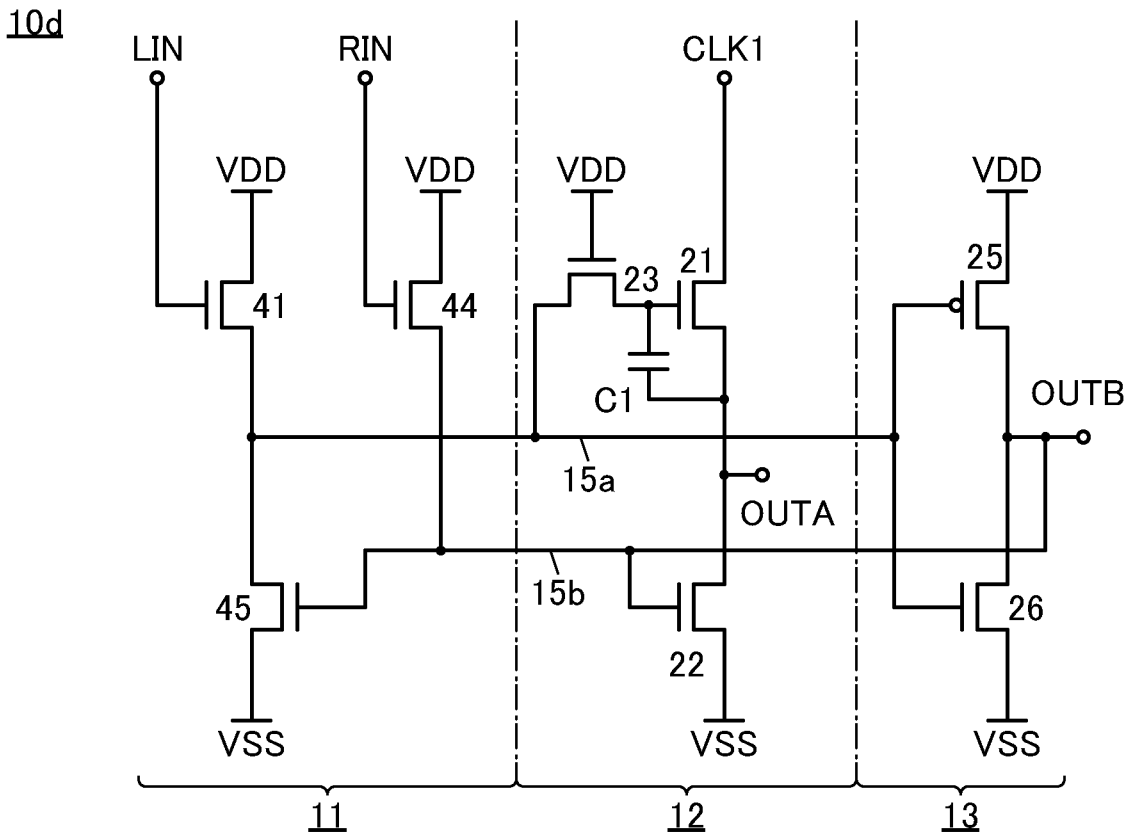 10d
LIN RIN CLK1
VDD VDD VDD VDD
41 44 23 21 25
C1 OUTB
15a OUTA
15b
45 22 26
VSS VSS VSS
11 12 13